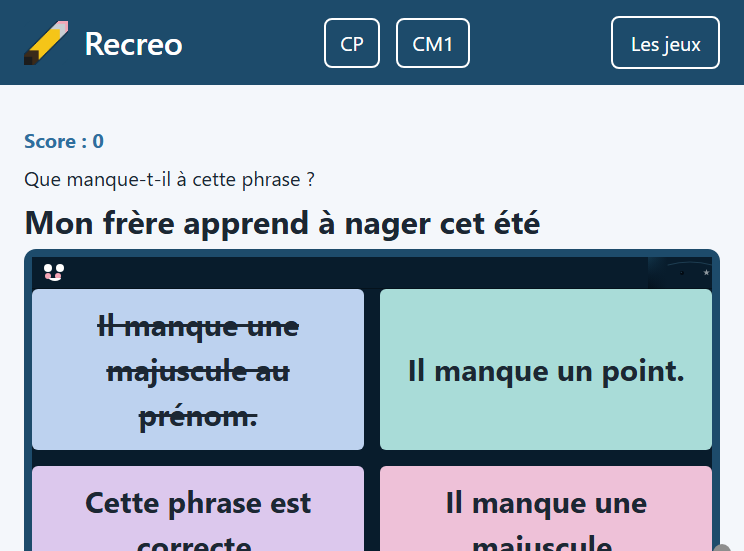 Recreo
CP
CM1
Les jeux
Score : 0
Que manque-t-il à cette phrase ?
Mon frère apprend à nager cet été
Il manque une
majuscule au
prénom.
Il manque un point.
Cette phrase est
correcte
Il manque une
majuscule